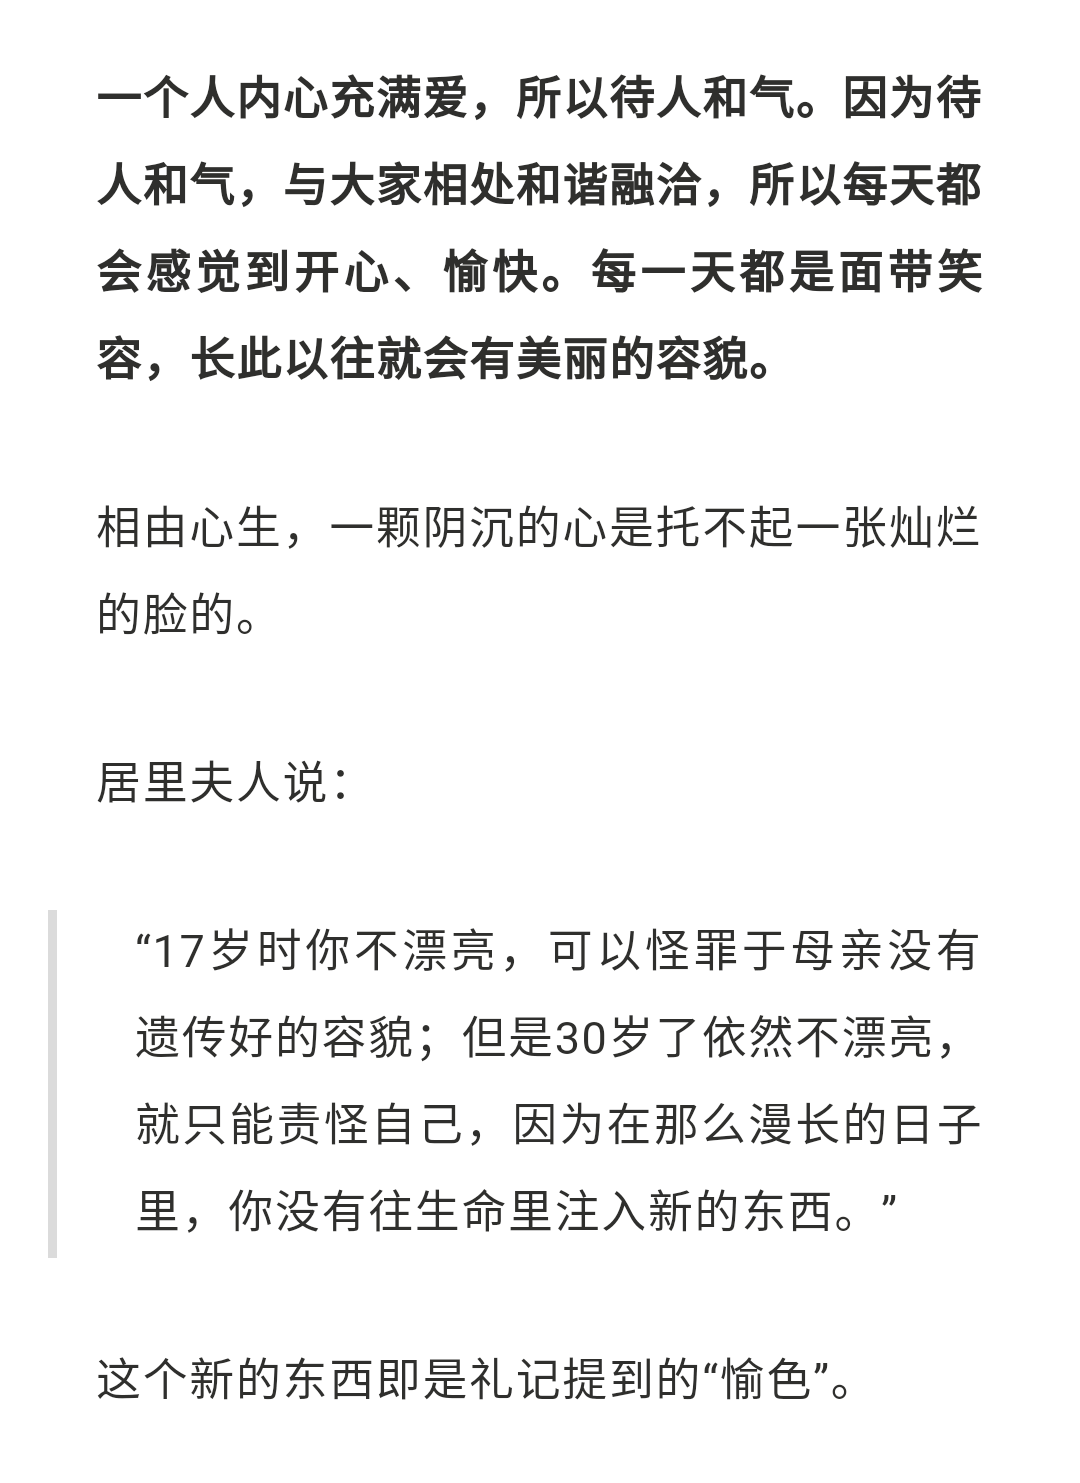 一个人内心充满爱，所以待人和气。因为待
人和气，与大家相处和谐融洽，所以每天都
会感觉到开心、愉快。每一天都是面带笑
容，长此以往就会有美丽的容貌。
相由心生，一颗阴沉的心是托不起一张灿烂
的脸的。
居里夫人说：
“17岁时你不漂亮，可以怪罪于母亲没有
遗传好的容貌；但是30岁了依然不漂亮，
就只能责怪自己，因为在那么漫长的日子
里，你没有往生命里注入新的东西。”
这个新的东西即是礼记提到的“愉色”。